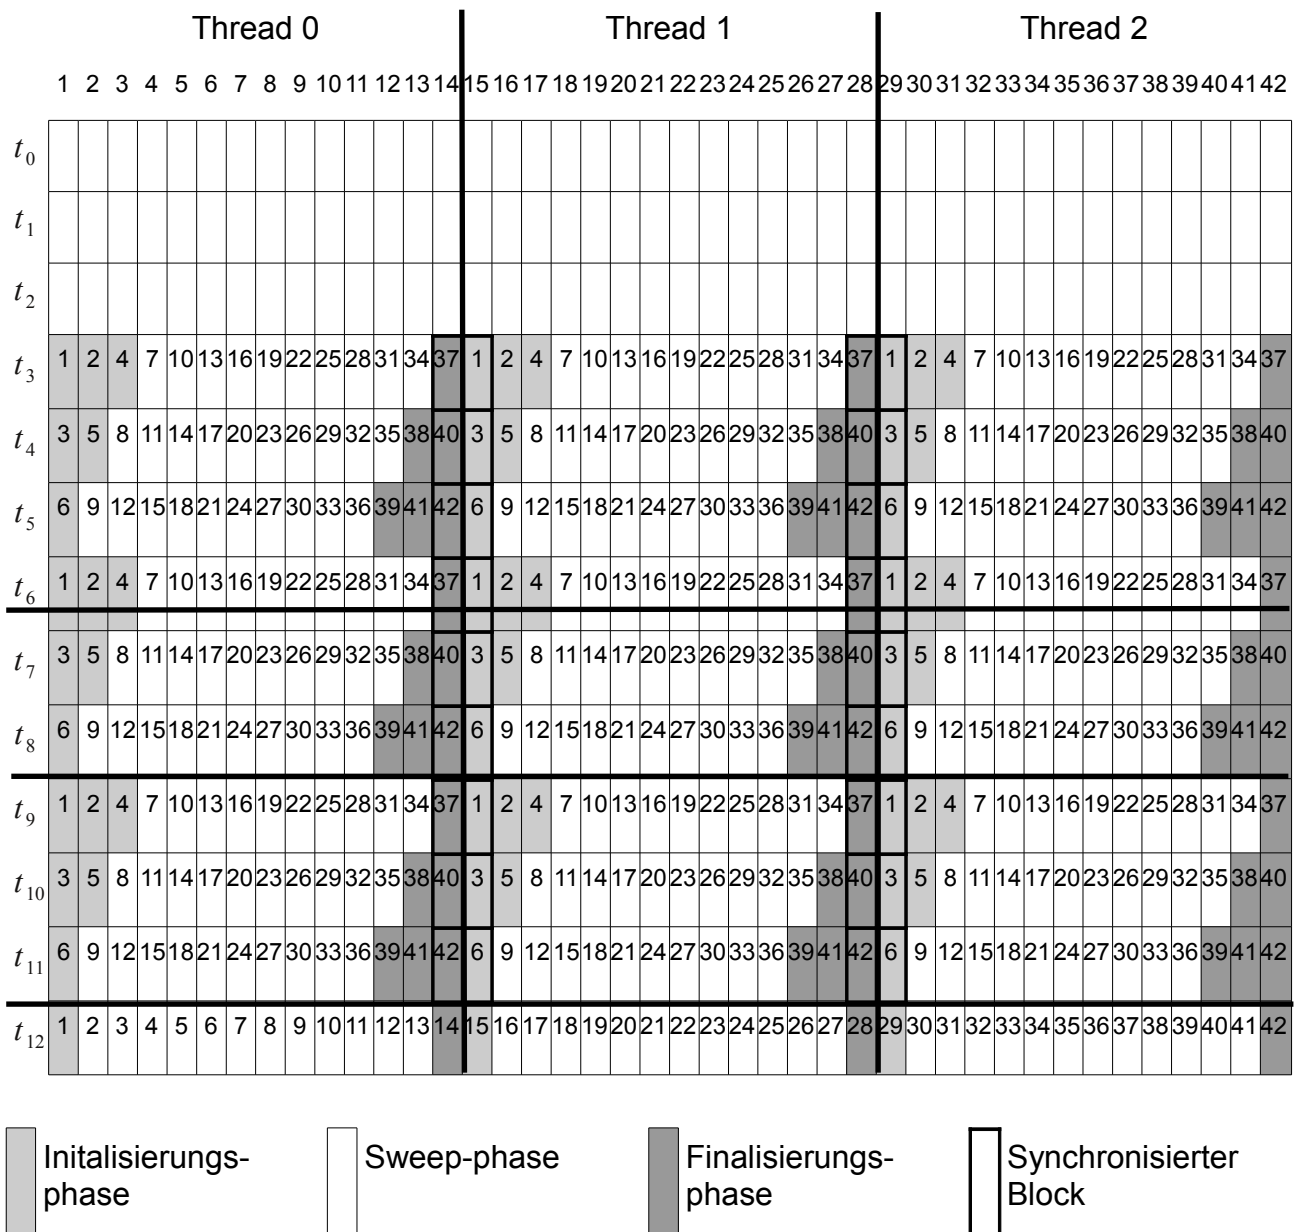 Thread 0 Thread 1 Thread 2
1 2 3 4 5 6 7 8 9 10 11 12 13 14 15 16 17 18 19 20 21 22 23 24 25 26 27 28 29 30 31 32 33 34 35 36 37 38 39 40 41 42
t0
t1
t2
t3 1 2 4 7 10 13 16 19 22 25 28 31 34 37 1 2 4 7 10 13 16 19 22 25 28 31 34 37 1 2 4 7 10 13 16 19 22 25 28 31 34 37
t4 3 5 8 11 14 17 20 23 26 29 32 35 38 40 3 5 8 11 14 17 20 23 26 29 32 35 38 40 3 5 8 11 14 17 20 23 26 29 32 35 38 40
t5 6 9 12 15 18 21 24 27 30 33 36 39 41 42 6 9 12 15 18 21 24 27 30 33 36 39 41 42 6 9 12 15 18 21 24 27 30 33 36 39 41 42
t6 1 2 4 7 10 13 16 19 22 25 28 31 34 37 1 2 4 7 10 13 16 19 22 25 28 31 34 37 1 2 4 7 10 13 16 19 22 25 28 31 34 37
t7 3 5 8 11 14 17 20 23 26 29 32 35 38 40 3 5 8 11 14 17 20 23 26 29 32 35 38 40 3 5 8 11 14 17 20 23 26 29 32 35 38 40
t8 6 9 12 15 18 21 24 27 30 33 36 39 41 42 6 9 12 15 18 21 24 27 30 33 36 39 41 42 6 9 12 15 18 21 24 27 30 33 36 39 41 42
t9 1 2 4 7 10 13 16 19 22 25 28 31 34 37 1 2 4 7 10 13 16 19 22 25 28 31 34 37 1 2 4 7 10 13 16 19 22 25 28 31 34 37
t10 3 5 8 11 14 17 20 23 26 29 32 35 38 40 3 5 8 11 14 17 20 23 26 29 32 35 38 40 3 5 8 11 14 17 20 23 26 29 32 35 38 40
t11 6 9 12 15 18 21 24 27 30 33 36 39 41 42 6 9 12 15 18 21 24 27 30 33 36 39 41 42 6 9 12 15 18 21 24 27 30 33 36 39 41 42
t12 1 2 3 4 5 6 7 8 9 10 11 12 13 14 15 16 17 18 19 20 21 22 23 24 25 26 27 28 29 30 31 32 33 34 35 36 37 38 39 40 41 42
Initalisierungs-
phase
Sweep-phase
Finalisierungs-
phase
Synchronisierter
Block